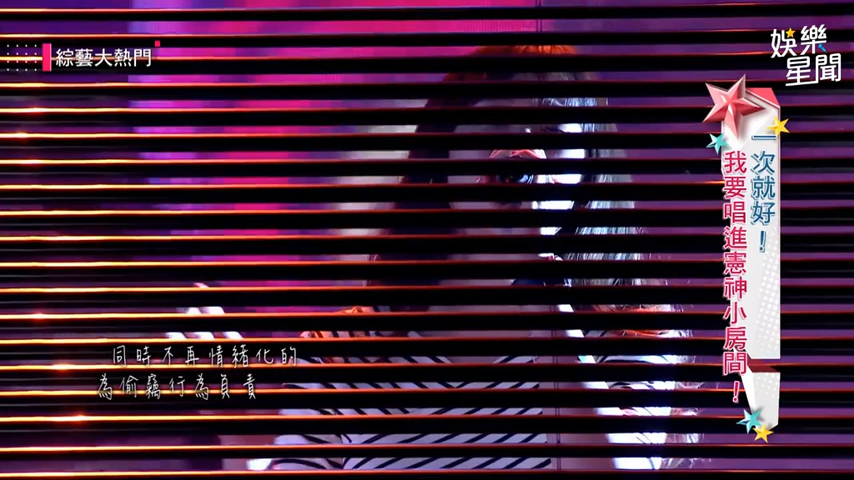 綜藝大熱門
娛樂
星聞
一次就好！
我要唱進憲神小房間！
同時不再情緒化的
為偷竊行為負責